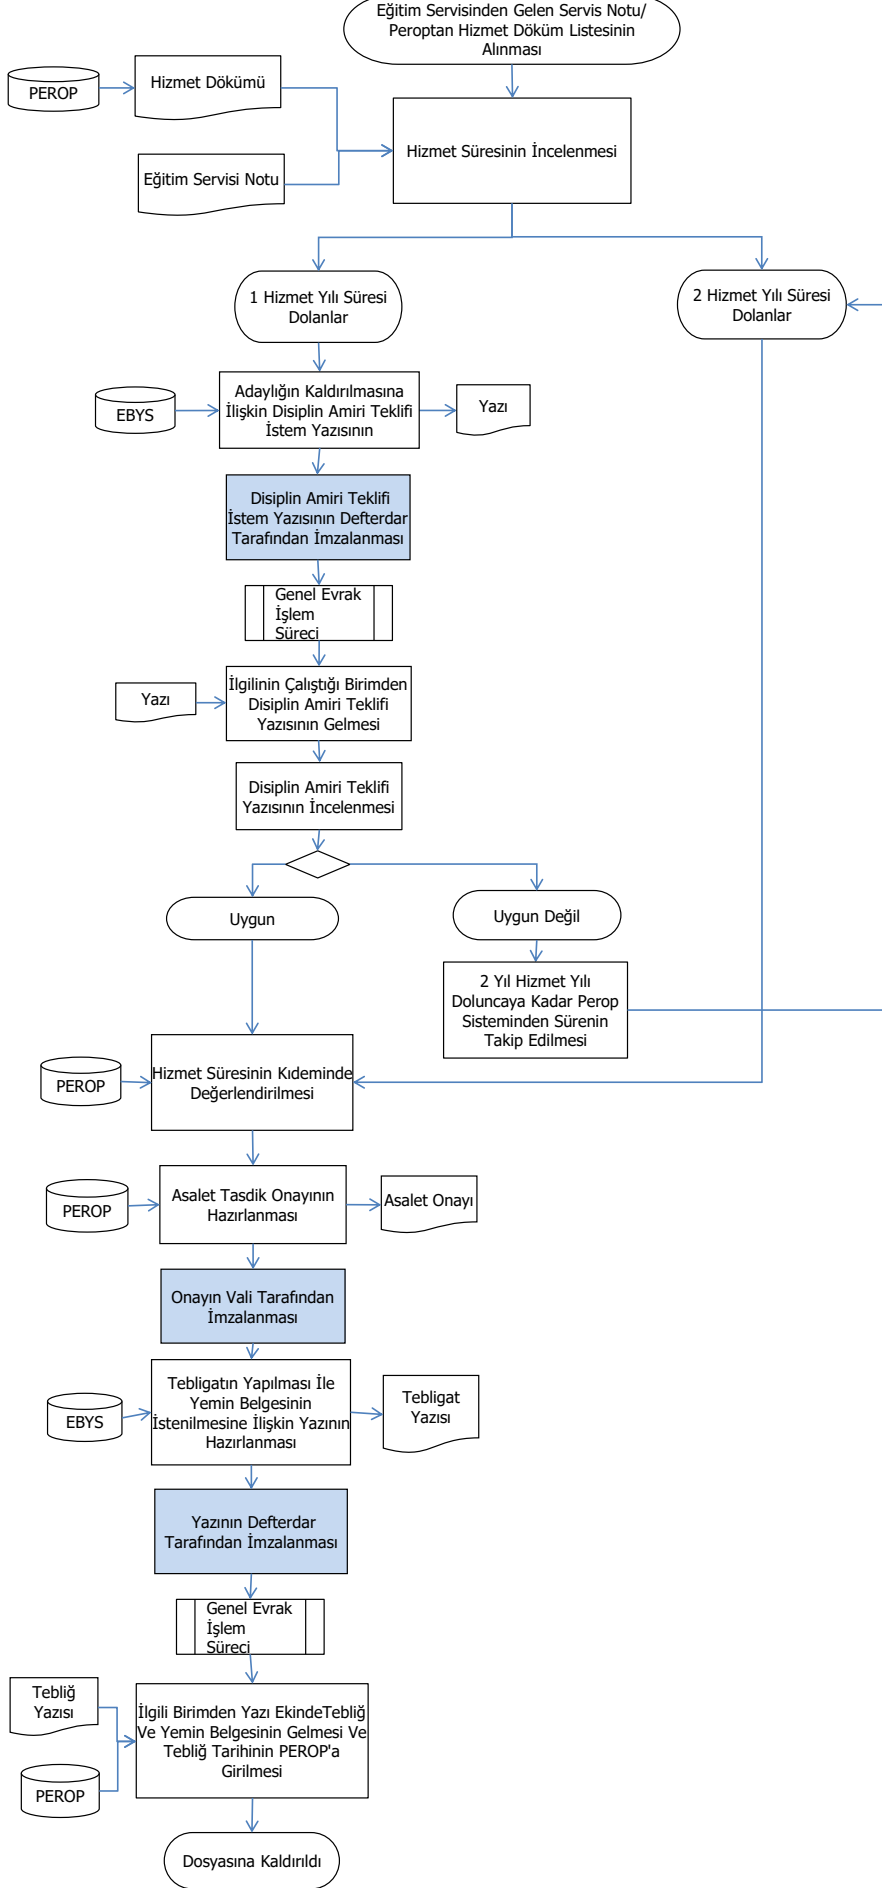 Eğitim Servisinden Gelen Servis Notu/
Peroptan Hizmet Döküm Listesinin
Alınması
PEROP
Hizmet Dökümü
Eğitim Servisi Notu
Hizmet Süresinin İncelenmesi
1 Hizmet Yılı Süresi
Dolanlar
2 Hizmet Yılı Süresi
Dolanlar
EBYS
Adaylığın Kaldırılmasına
İlişkin Disiplin Amiri Teklifi
İstem Yazısının
Yazı
Disiplin Amiri Teklifi
İstem Yazısının Defterdar
Tarafından İmzalanması
Genel Evrak
İşlem
Süreci
Yazı
İlgilinin Çalıştığı Birimden
Disiplin Amiri Teklifi
Yazısının Gelmesi
Disiplin Amiri Teklifi
Yazısının İncelenmesi
Uygun
Uygun Değil
2 Yıl Hizmet Yılı
Doluncaya Kadar Perop
Sisteminden Sürenin
Takip Edilmesi
PEROP
Hizmet Süresinin Kıdeminde
Değerlendirilmesi
PEROP
Asalet Tasdik Onayının
Hazırlanması
Asalet Onayı
Onayın Vali Tarafından
İmzalanması
EBYS
Tebligatın Yapılması İle
Yemin Belgesinin
İstenilmesine İlişkin Yazının
Hazırlanması
Tebligat
Yazısı
Yazının Defterdar
Tarafından İmzalanması
Genel Evrak
İşlem
Süreci
Tebliğ
Yazısı
PEROP
İlgili Birimden Yazı EkindeTebliğ
Ve Yemin Belgesinin Gelmesi Ve
Tebliğ Tarihinin PEROP'a
Girilmesi
Dosyasına Kaldırıldı